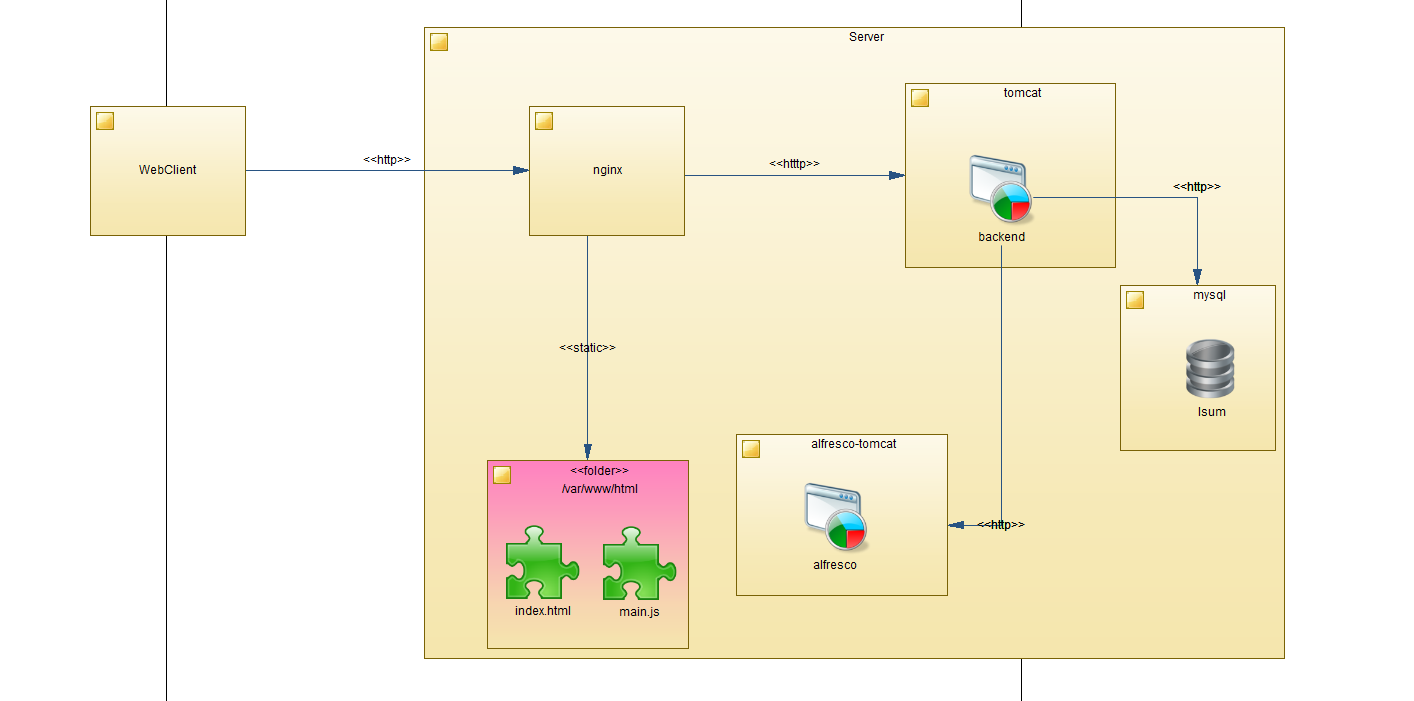 Server
WebClient
<<http>>
nginx
<<htttp>>
tomcat
backend
<<http>>
mysql
lsum
<<static>>
<<folder>>
/var/www/html
index.html
main.js
alfresco-tomcat
alfresco
<<http>>